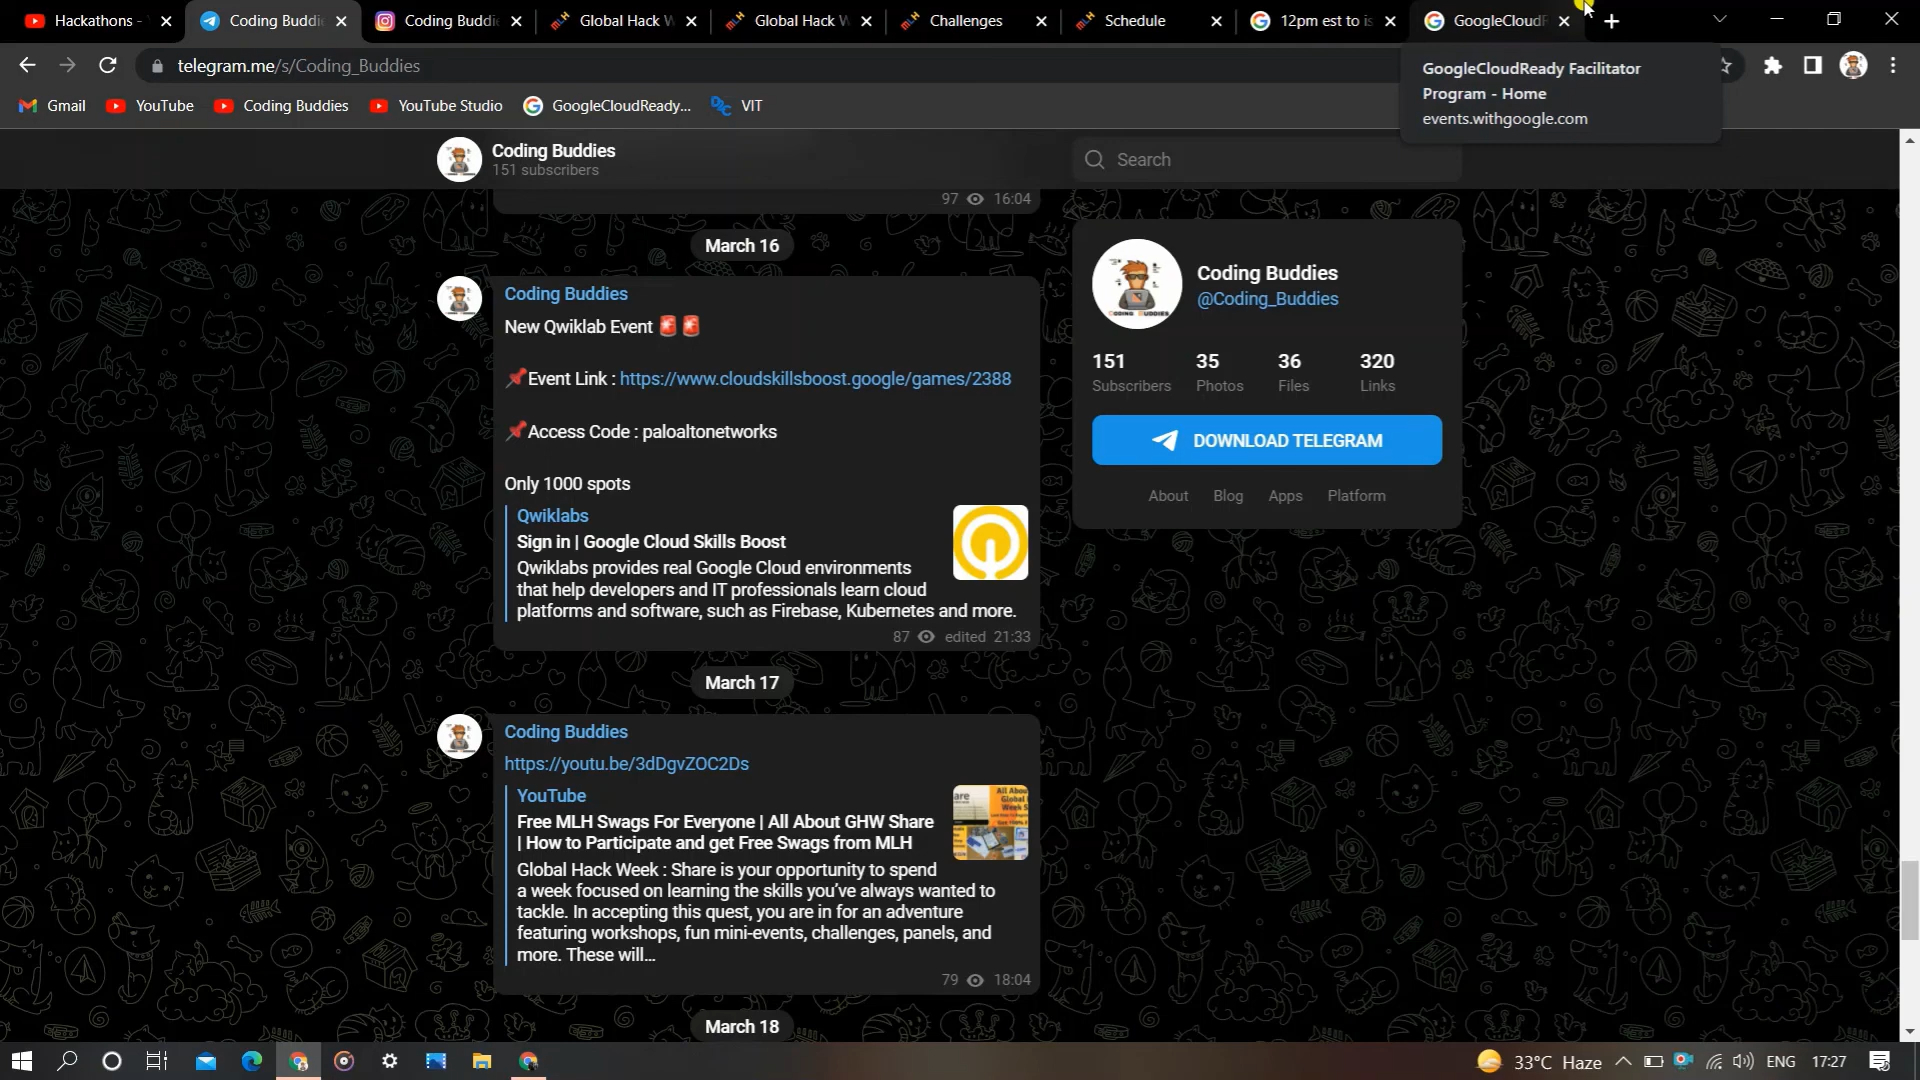 Hackathons -
Coding Buddie
Coding Buddie
Global Hack W
Global Hack W
Challenges
Schedule
12pm est to is
GoogleCloudR
telegram.me/s/Coding_Buddies
GoogleCloudReady Facilitator
Program - Home
events.withgoogle.com
Gmail
YouTube
Coding Buddies
YouTube Studio
GoogleCloudReady...
VIT
Coding Buddies
151 subscribers
Search
97 16:04
March 16
Coding Buddies
New Qwiklab Event 🚨🚨
📌Event Link : https://www.cloudskillsboost.google/games/2388
📌Access Code : paloaltonetworks
Only 1000 spots
Qwiklabs
Sign in | Google Cloud Skills Boost
Qwiklabs provides real Google Cloud environments
that help developers and IT professionals learn cloud
platforms and software, such as Firebase, Kubernetes and more.
87 edited 21:33
March 17
Coding Buddies
https://youtu.be/3dDgvZOC2Ds
YouTube
Free MLH Swags For Everyone | All About GHW Share
| How to Participate and get Free Swags from MLH
Global Hack Week : Share is your opportunity to spend
a week focused on learning the skills you've always wanted to
tackle. In accepting this quest, you are in for an adventure
featuring workshops, fun mini-events, challenges, panels, and
more. These will...
79 18:04
March 18
Coding Buddies
@Coding_Buddies
151 35 36 320
Subscribers Photos Files Links
DOWNLOAD TELEGRAM
About Blog Apps Platform
33°C Haze
ENG
17:27